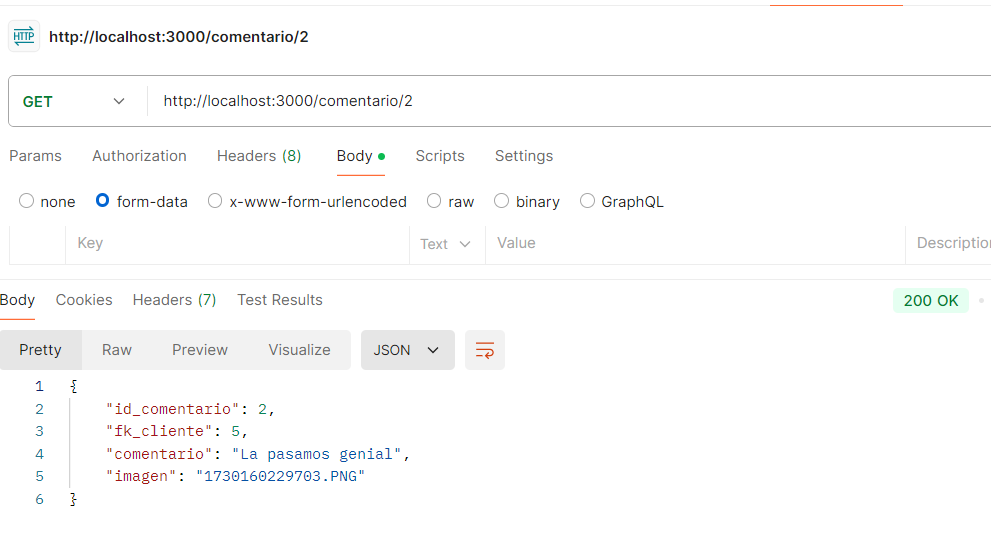 HTTP http://localhost:3000/comentario/2
GET http://localhost:3000/comentario/2
Params Authorization Headers (8) Body Scripts Settings
none form-data x-www-form-urlencoded raw binary GraphQL
Key Text Value Descriptio
Body Cookies Headers (7) Test Results 200 OK
Pretty Raw Preview Visualize JSON
1 {
2 "id_comentario": 2,
3 "fk_cliente": 5,
4 "comentario": "La pasamos genial",
5 "imagen": "1730160229703.PNG"
6 }